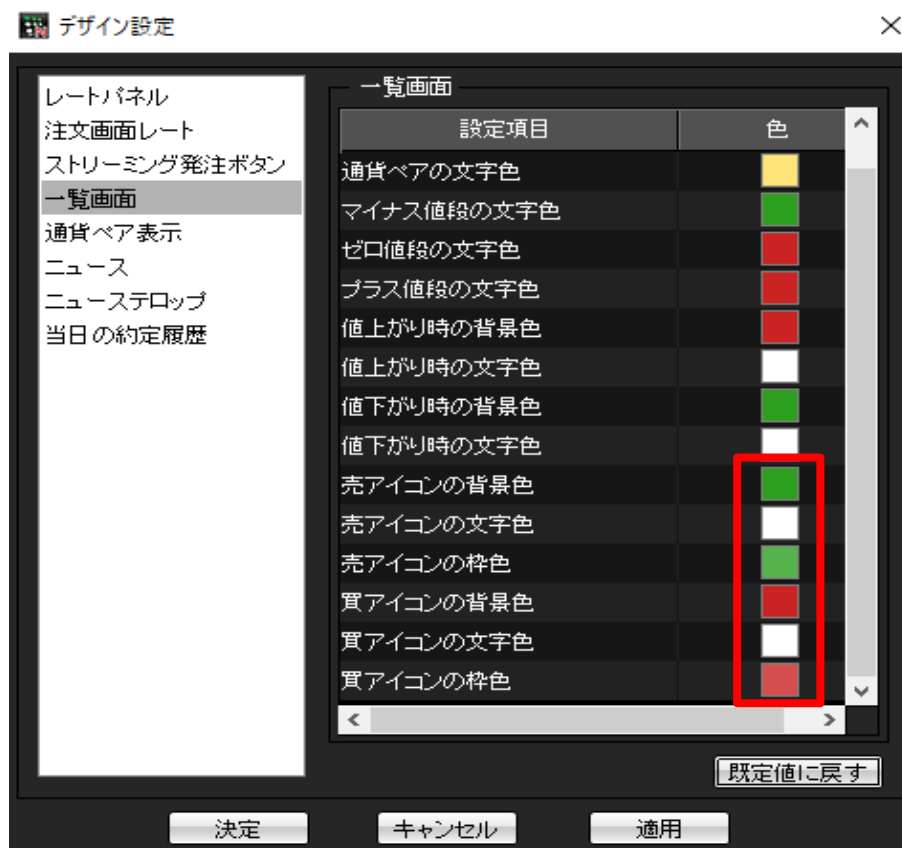 デザイン設定
レートパネル
注文画面レート
ストリーミング発注ボタン
一覧画面
通貨ペア表示
ニュース
ニューステロップ
当日の約定履歴
一覧画面
設定項目 色
通貨ペアの文字色
マイナス値段の文字色
ゼロ値段の文字色
プラス値段の文字色
値上がり時の背景色
値上がり時の文字色
値下がり時の背景色
値下がり時の文字色
売アイコンの背景色
売アイコンの文字色
売アイコンの枠色
買アイコンの背景色
買アイコンの文字色
買アイコンの枠色
既定値に戻す
決定 キャンセル 適用